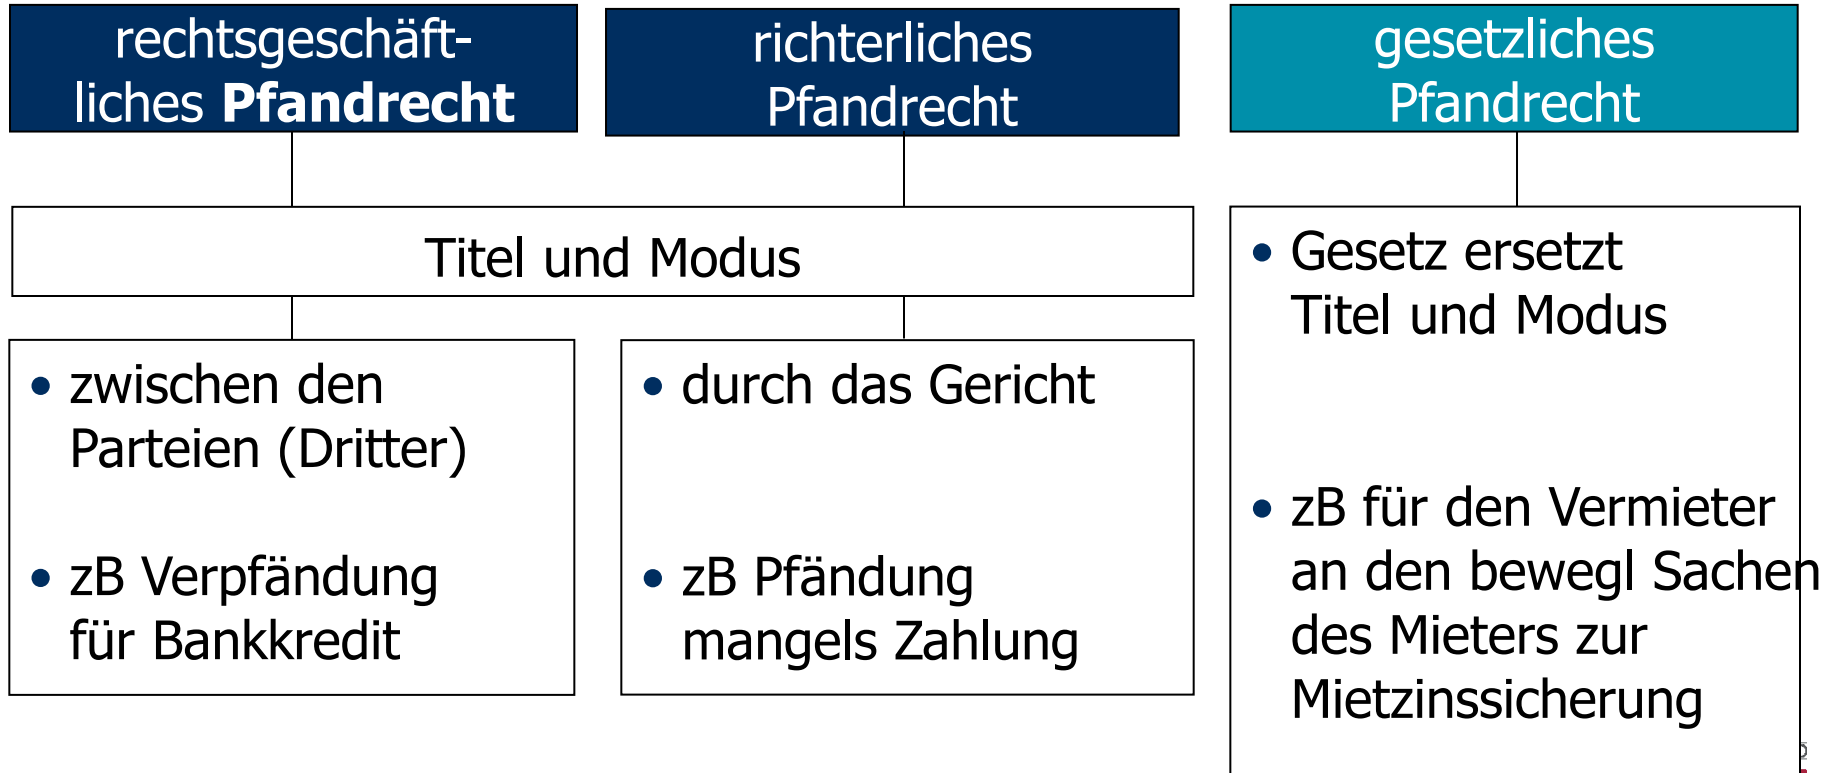 rechtsgeschäft-
liches Pfandrecht
richterliches
Pfandrecht
gesetzliches
Pfandrecht
Titel und Modus
• zwischen den
Parteien (Dritter)
• zB Verpfändung
für Bankkredit
• durch das Gericht
• zB Pfändung
mangels Zahlung
• Gesetz ersetzt
Titel und Modus
• zB für den Vermieter
an den bewegl Sachen
des Mieters zur
Mietzinssicherung